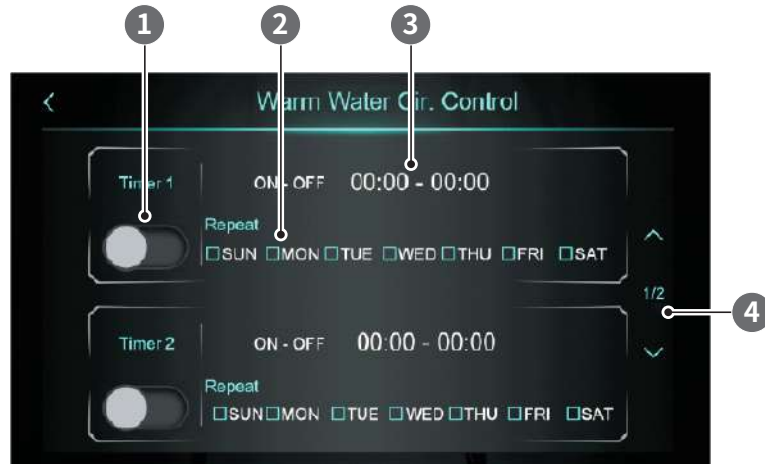 1 2 3
Warm Water Cir. Control
Timer 1
ON - OFF 00:00 - 00:00
Repeat
SUN MON TUE WED THU FRI SAT
1/2
4
Timer 2
ON - OFF 00:00 - 00:00
Repeat
SUN MON TUE WED THU FRI SAT